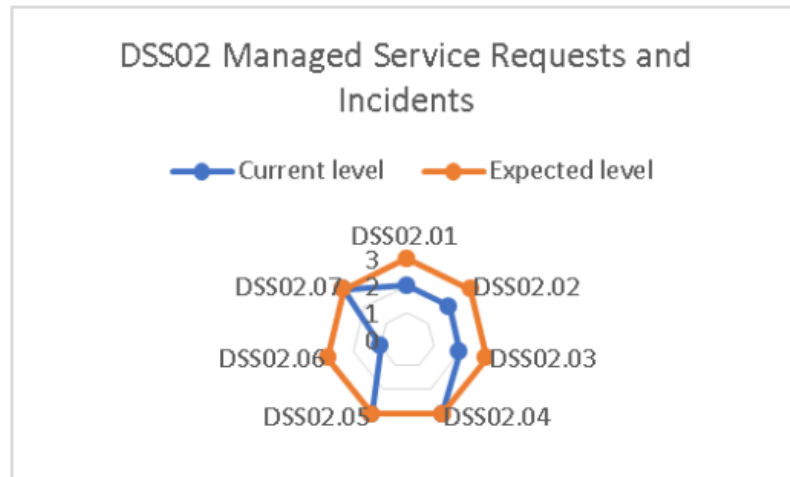 DSS02 Managed Service Requests and
Incidents
Current level
Expected level
DSS02.01
3
DSS02.07
2
DSS02.02
1
0
DSS02.06
DSS02.03
DSS02.05
DSS02.04